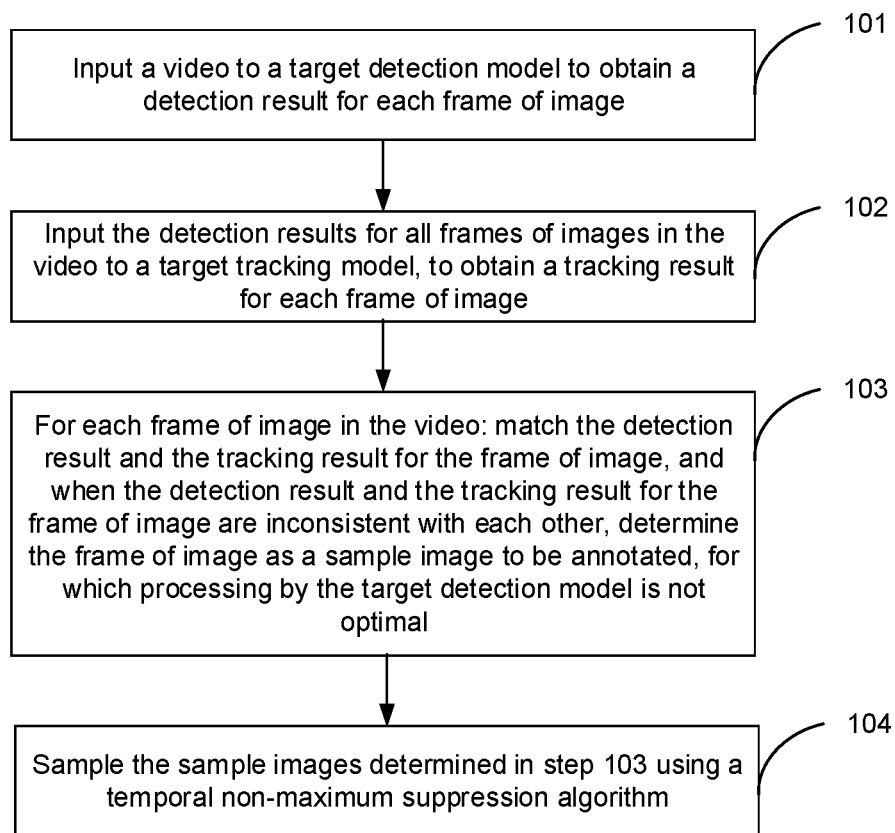 101
Input a video to a target detection model to obtain a
detection result for each frame of image
102
Input the detection results for all frames of images in the
video to a target tracking model, to obtain a tracking result
for each frame of image
103
For each frame of image in the video: match the detection
result and the tracking result for the frame of image, and
when the detection result and the tracking result for the
frame of image are inconsistent with each other, determine
the frame of image as a sample image to be annotated, for
which processing by the target detection model is not
optimal
104
Sample the sample images determined in step 103 using a
temporal non-maximum suppression algorithm